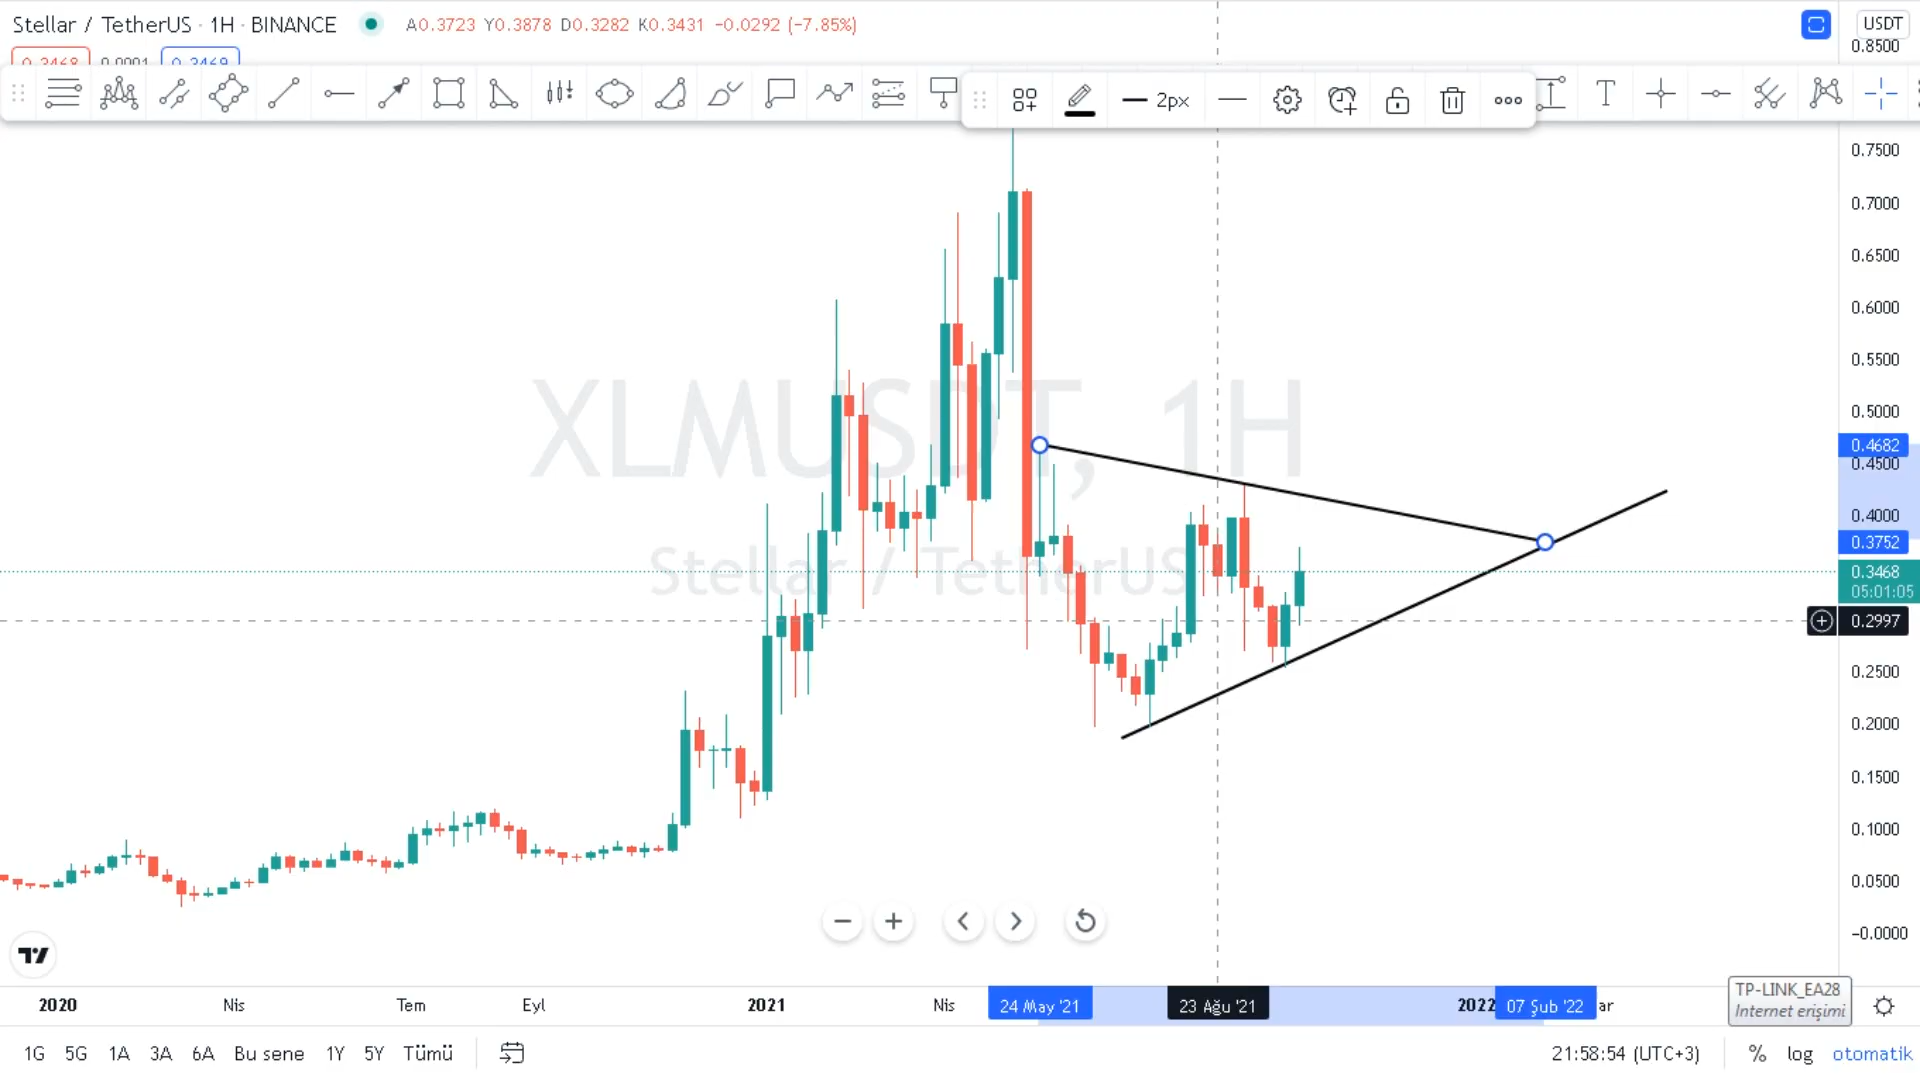 Stellar / TetherUS · 1H · BINANCE A0.3723 Y0.3878 D0.3282 K0.3431 −0.0292 (−7.85%)
USDT
0.8500
0.3468 0.0001 0.3469
2px
T
0.7500
0.7000
0.6500
0.6000
0.5500
0.5000
XLMUSDT, 1H
0.4682
0.4500
0.4000
0.3752
Stellar / TetherUS
0.3468
05:01:05
0.2997
0.2500
0.2000
0.1500
0.1000
0.0500
−0.0000
2020 Nis Tem Eyl 2021 Nis 24 May '21 23 Ağu '21 2022 07 Şub '22 ar
TP-LINK_EA28
Internet erişimi
1G 5G 1A 3A 6A Bu sene 1Y 5Y Tümü 21:58:54 (UTC+3) % log otomatik